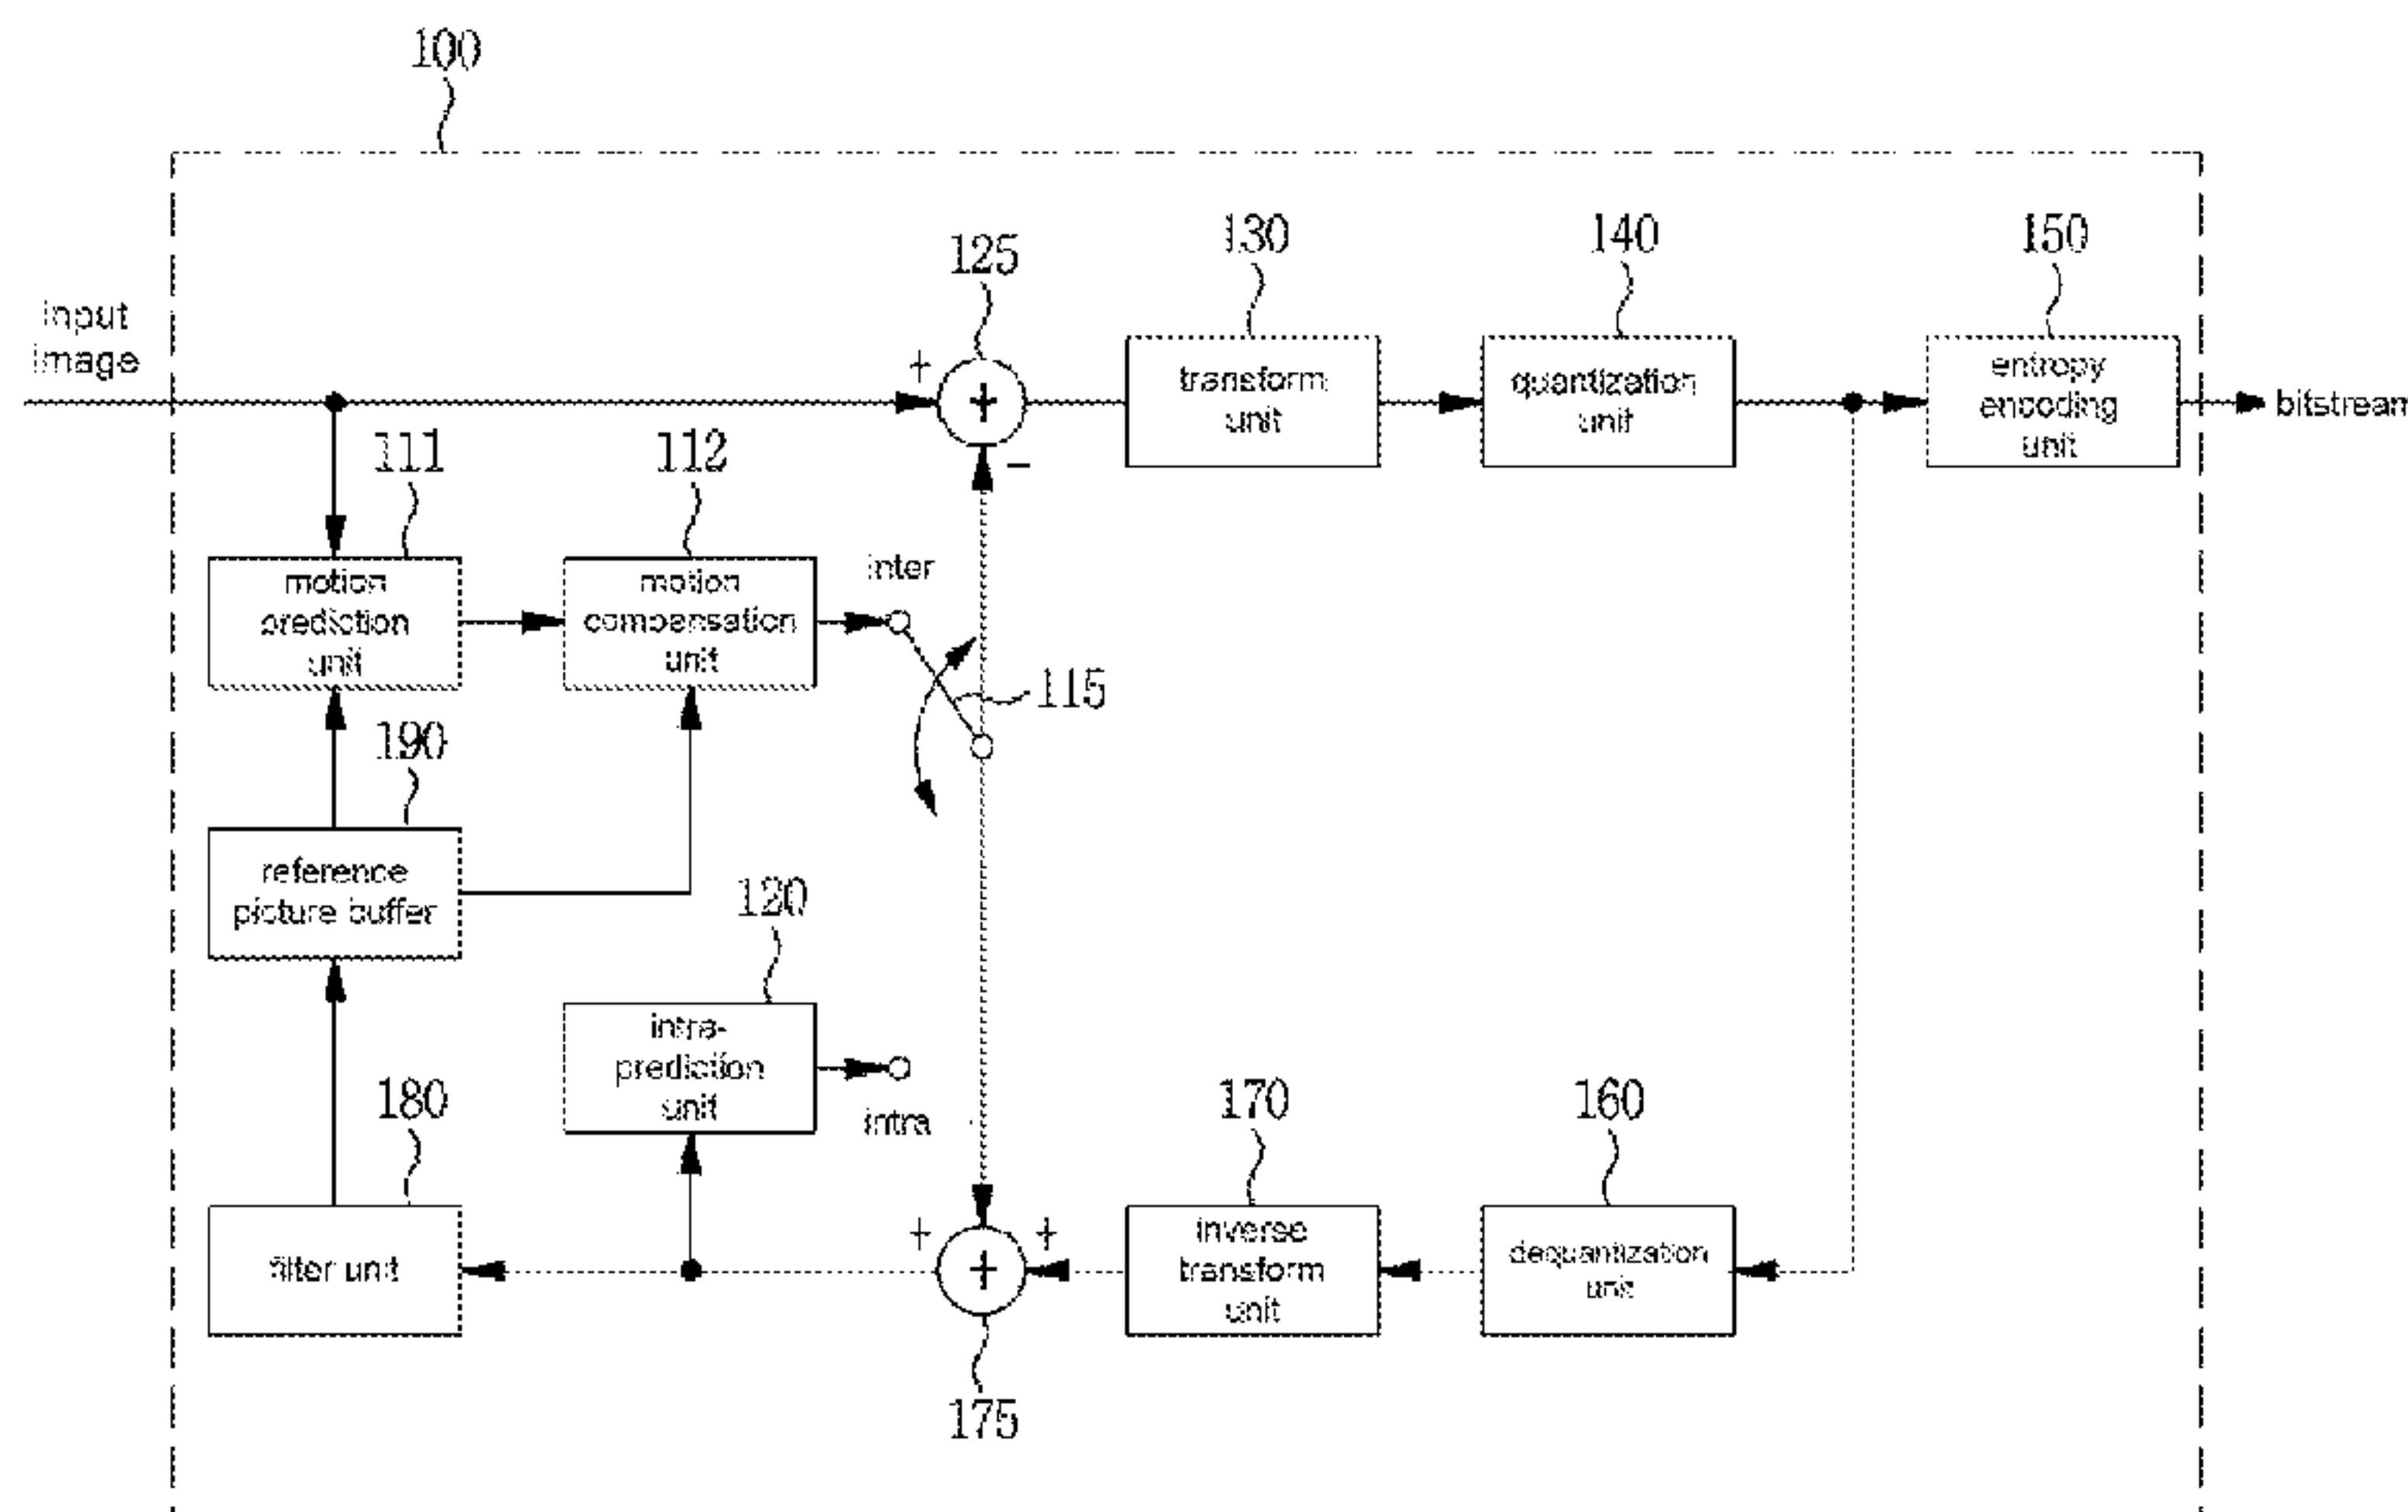 100
125
130
140
150
input
image
+
+
transform
unit
quantization
unit
entropy
encoding
unit
bitstream
−
111
112
motion
prediction
unit
motion
compensation
unit
inter
115
190
reference
picture buffer
120
intra-
prediction
unit
intra
180
170
160
filter unit
+
+
+
inverse
transform
unit
dequantization
unit
175